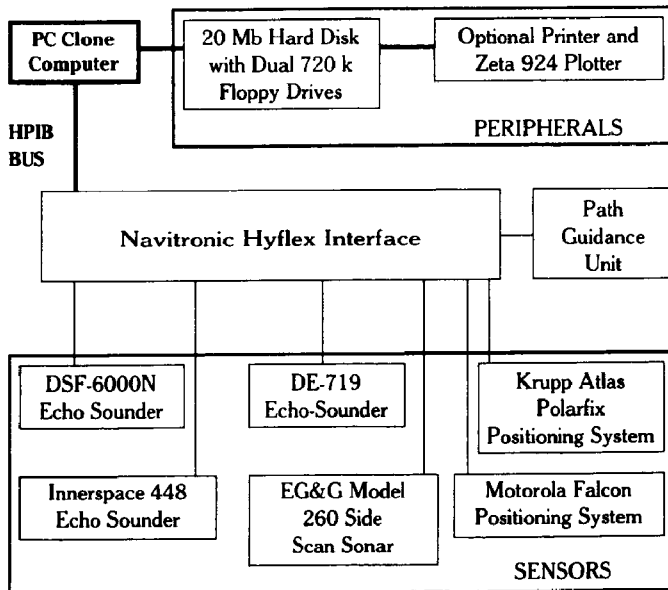 PC Clone
Computer
20 Mb Hard Disk
with Dual 720 k
Floppy Drives
Optional Printer and
Zeta 924 Plotter
PERIPHERALS
HPIB
BUS
Navitronic Hyflex Interface
Path
Guidance
Unit
DSF-6000N
Echo Sounder
DE-719
Echo-Sounder
Krupp Atlas
Polarfix
Positioning System
Innerspace 448
Echo Sounder
EG&G Model
260 Side
Scan Sonar
Motorola Falcon
Positioning System
SENSORS